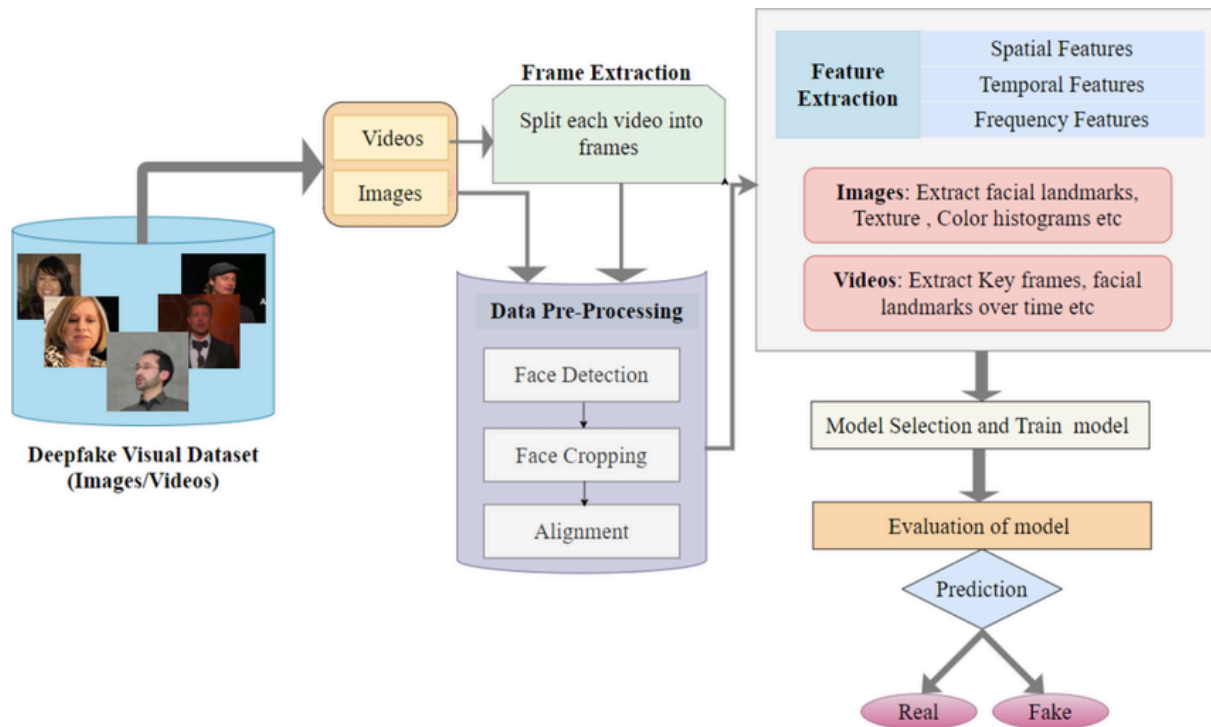 Deepfake Visual Dataset
(Images/Videos)
Videos
Images
Frame Extraction
Split each video into
frames
Data Pre-Processing
Face Detection
Face Cropping
Alignment
Feature
Extraction
Spatial Features
Temporal Features
Frequency Features
Images: Extract facial landmarks,
Texture , Color histograms etc
Videos: Extract Key frames, facial
landmarks over time etc
Model Selection and Train model
Evaluation of model
Prediction
Real
Fake